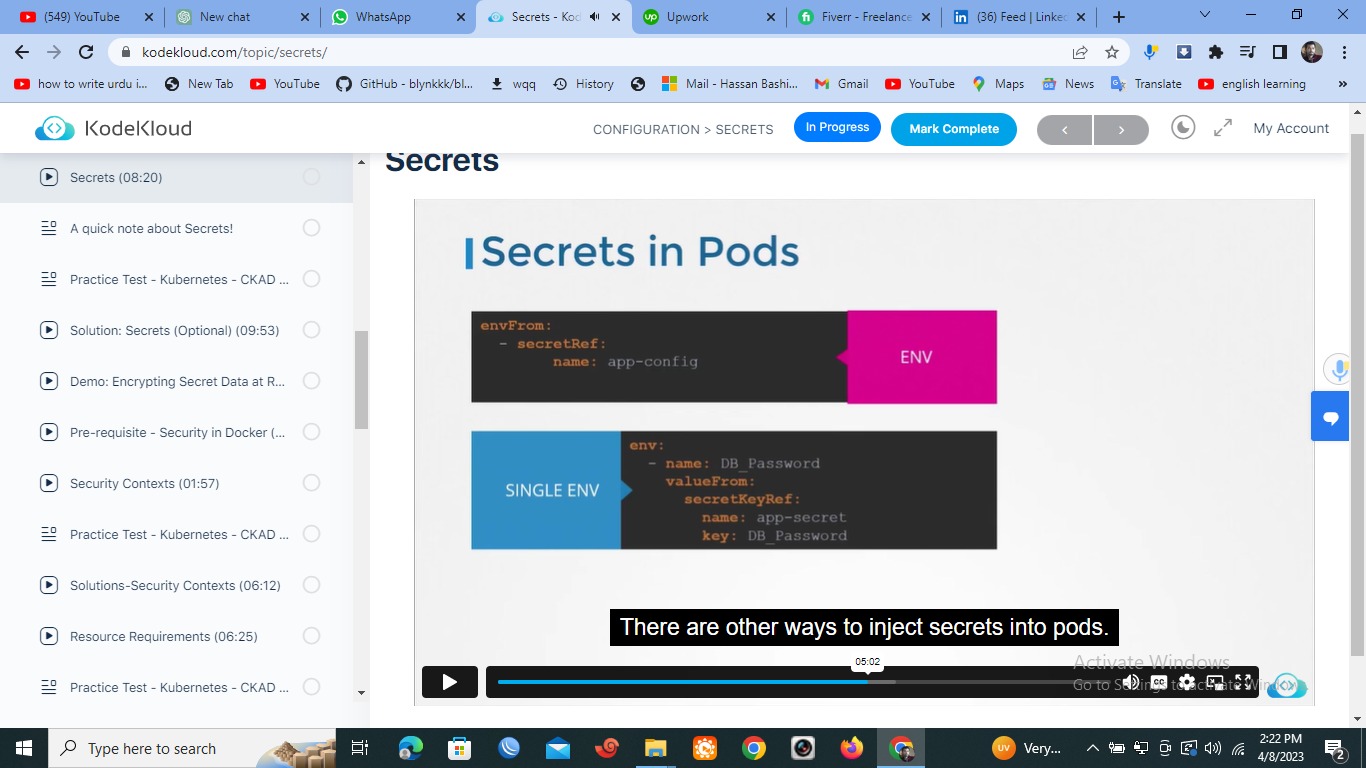 (549) YouTube
New chat
WhatsApp
Secrets - Kod
Upwork
Fiverr - Freelance
(36) Feed | Linked
kodekloud.com/topic/secrets/
how to write urdu i...
New Tab
YouTube
GitHub - blynkkk/bl...
wqq
History
Mail - Hassan Bashi...
Gmail
YouTube
Maps
News
Translate
english learning
»
KodeKloud
CONFIGURATION > SECRETS
In Progress
Mark Complete
<
>
My Account
Secrets (08:20)
A quick note about Secrets!
Practice Test - Kubernetes - CKAD ...
Solution: Secrets (Optional) (09:53)
Demo: Encrypting Secret Data at R...
Pre-requisite - Security in Docker (...
Security Contexts (01:57)
Practice Test - Kubernetes - CKAD ...
Solutions-Security Contexts (06:12)
Resource Requirements (06:25)
Practice Test - Kubernetes - CKAD ...
Secrets
Secrets in Pods
envFrom:
- secretRef:
name: app-config
ENV
SINGLE ENV
env:
- name: DB_Password
valueFrom:
secretKeyRef:
name: app-secret
key: DB_Password
There are other ways to inject secrets into pods.
05:02
CC
Activate Windows
Go to Settings to activate Windows.
Type here to search
UV
Very...
2:22 PM
4/8/2023
2